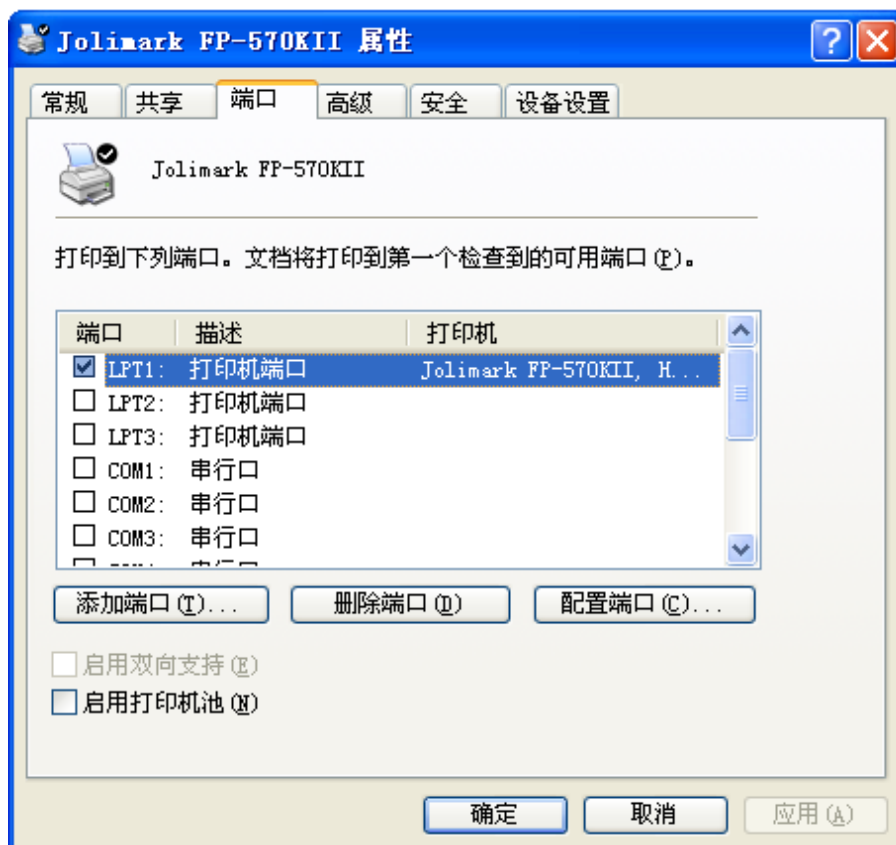 Jolimark FP-570KII 属性
常规 共享 端口 高级 安全 设备设置
Jolimark FP-570KII
打印到下列端口。文档将打印到第一个检查到的可用端口(P)。
端口 描述 打印机
LPT1: 打印机端口 Jolimark FP-570KII, H...
LPT2: 打印机端口
LPT3: 打印机端口
COM1: 串行口
COM2: 串行口
COM3: 串行口
添加端口(T)... 删除端口(D) 配置端口(C)...
启用双向支持(E)
启用打印机池(N)
确定 取消 应用(A)